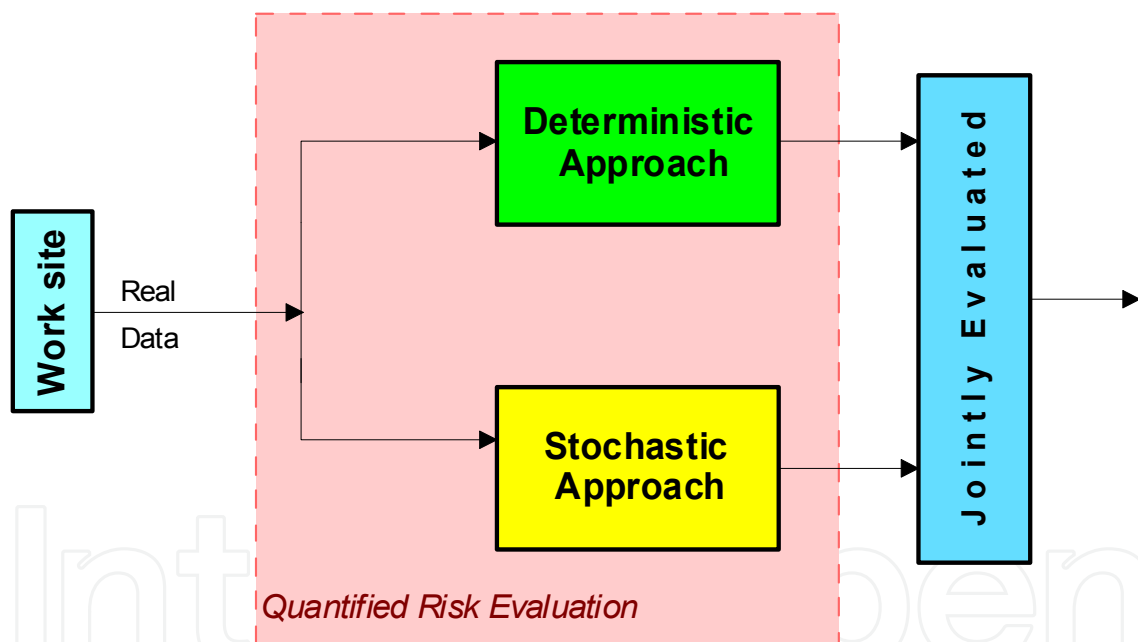 Work site
Real
Data
Deterministic
Approach
Stochastic
Approach
Quantified Risk Evaluation
Jointly Evaluated